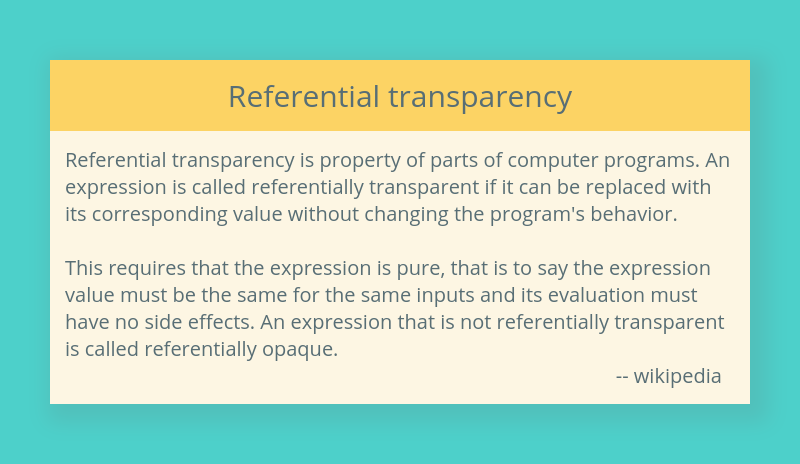 Referential transparency
Referential transparency is property of parts of computer programs. An
expression is called referentially transparent if it can be replaced with
its corresponding value without changing the program's behavior.
This requires that the expression is pure, that is to say the expression
value must be the same for the same inputs and its evaluation must
have no side effects. An expression that is not referentially transparent
is called referentially opaque.
-- wikipedia